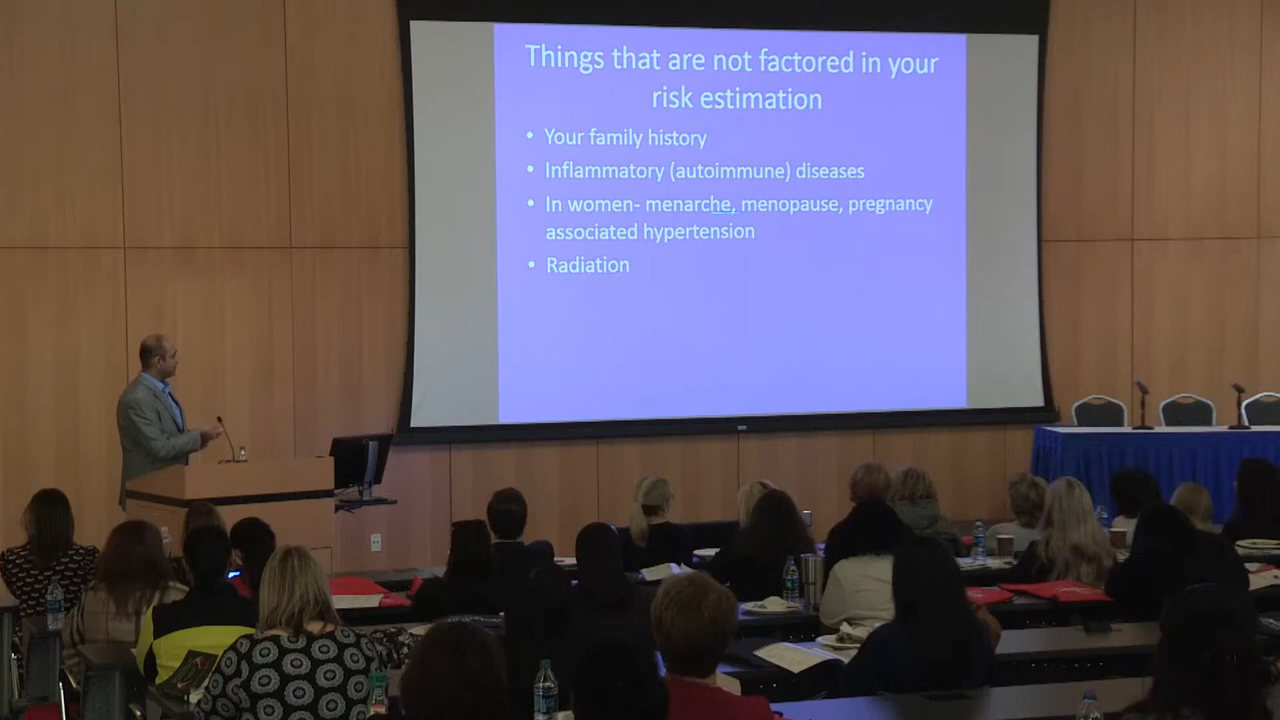 Things that are not factored in your
risk estimation
• Your family history
• Inflammatory (autoimmune) diseases
• In women- menarche, menopause, pregnancy
associated hypertension
• Radiation